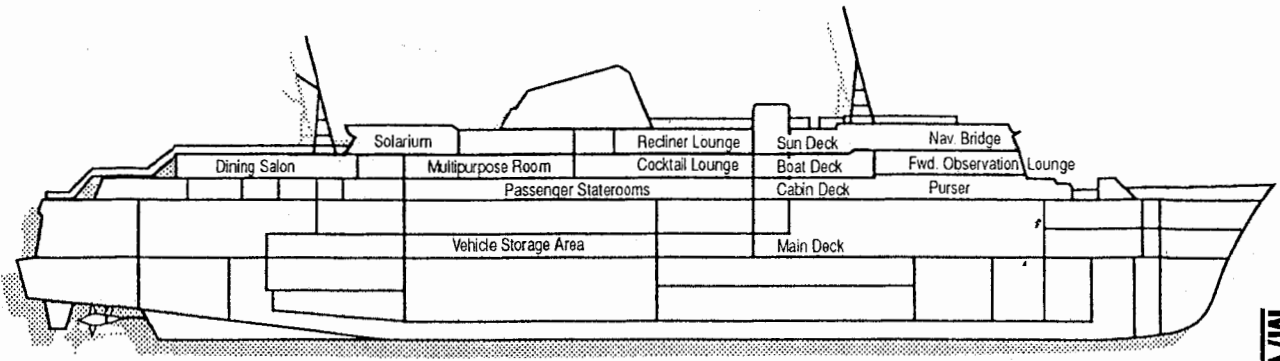 Solarium Recliner Lounge Sun Deck Nav. Bridge
Dining Salon Multipurpose Room Cocktail Lounge Boat Deck Fwd. Observation Lounge
Passenger Staterooms Cabin Deck Purser
Vehicle Storage Area Main Deck